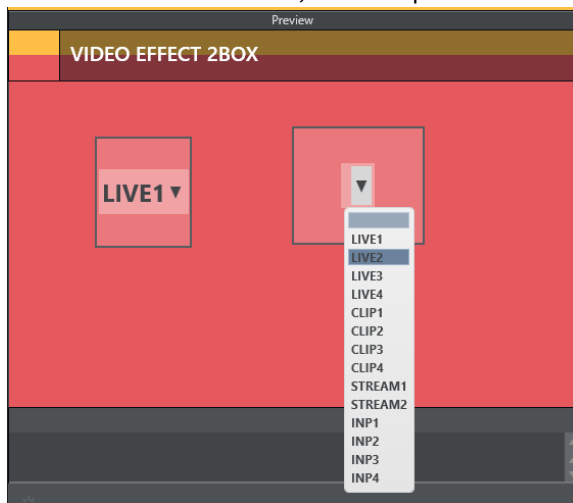 Preview
VIDEO EFFECT 2BOX
LIVE1
LIVE1
LIVE2
LIVE3
LIVE4
CLIP1
CLIP2
CLIP3
CLIP4
STREAM1
STREAM2
INP1
INP2
INP3
INP4